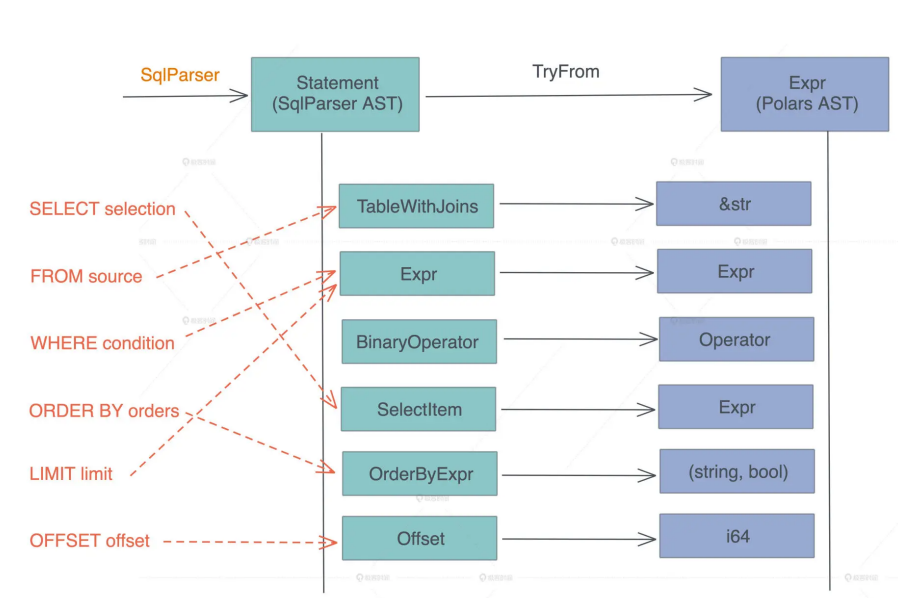 SqlParser
Statement
(SqlParser AST)
TryFrom
Expr
(Polars AST)
SELECT selection
TableWithJoins
&str
FROM source
Expr
Expr
WHERE condition
BinaryOperator
Operator
ORDER BY orders
SelectItem
Expr
LIMIT limit
OrderByExpr
(string, bool)
OFFSET offset
Offset
i64